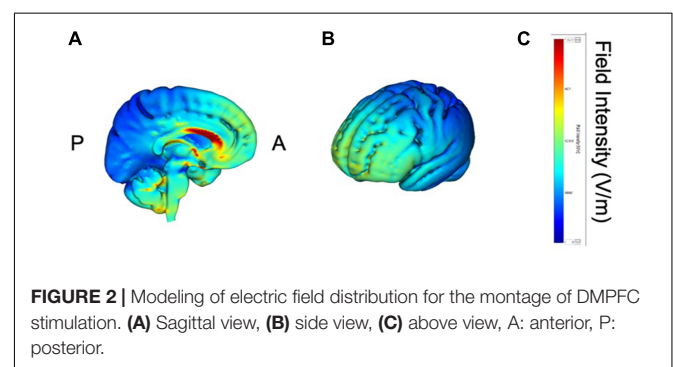 A
B
C
P
A
Field Intensity (V/m)
FIGURE 2 | Modeling of electric field distribution for the montage of DMPFC
stimulation. (A) Sagittal view, (B) side view, (C) above view, A: anterior, P:
posterior.